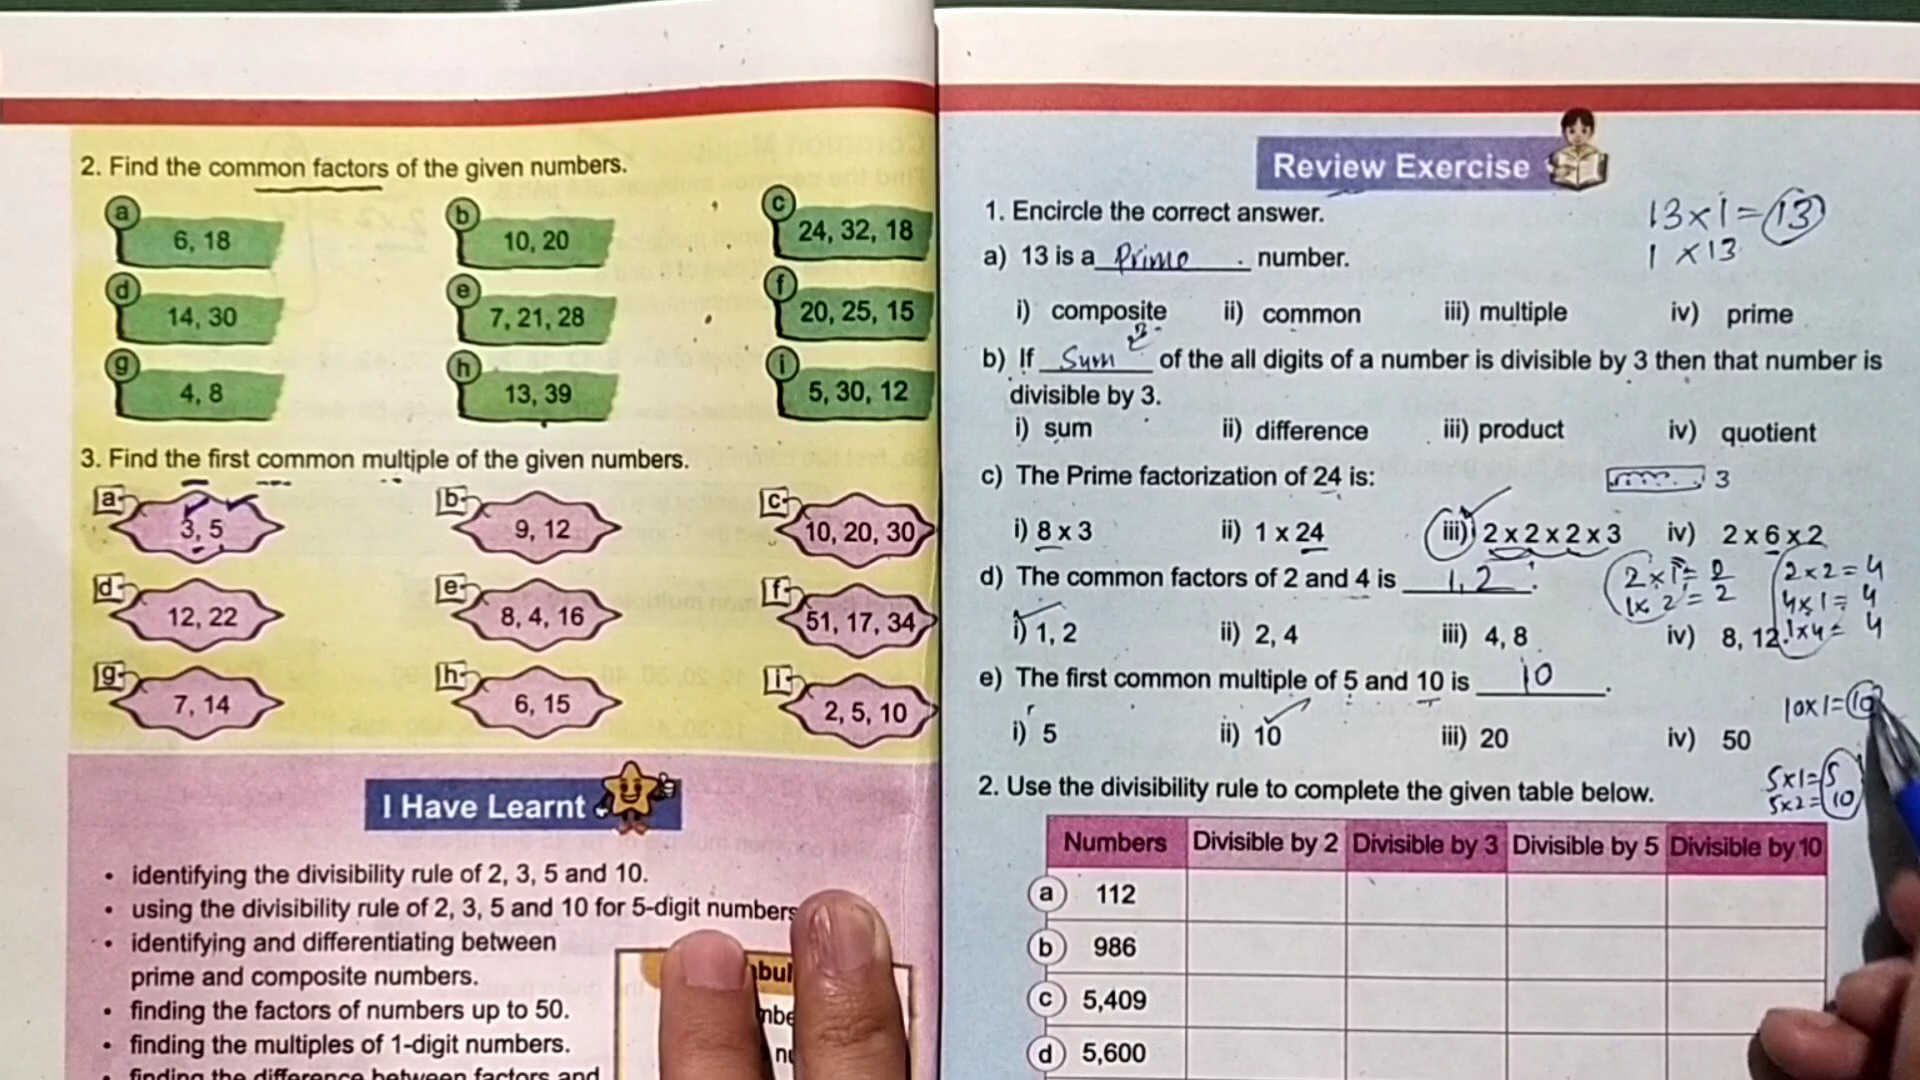 2. Find the common factors of the given numbers.
a 6, 18
b 10, 20
c 24, 32, 18
d 14, 30
e 7, 21, 28
f 20, 25, 15
g 4, 8
h 13, 39
i 5, 30, 12
3. Find the first common multiple of the given numbers.
a 3, 5
b 9, 12
c 10, 20, 30
d 12, 22
e 8, 4, 16
f 51, 17, 34
g 7, 14
h 6, 15
i 2, 5, 10
I Have Learnt
• identifying the divisibility rule of 2, 3, 5 and 10.
• using the divisibility rule of 2, 3, 5 and 10 for 5-digit numbers
• identifying and differentiating between
prime and composite numbers.
• finding the factors of numbers up to 50.
• finding the multiples of 1-digit numbers.
• finding the difference between factors and
Review Exercise
1. Encircle the correct answer.
13 x 1 = 13
1 x 13
a) 13 is a Prime number.
i) composite ii) common iii) multiple iv) prime
b) If Sum of the all digits of a number is divisible by 3 then that number is
divisible by 3.
i) sum ii) difference iii) product iv) quotient
c) The Prime factorization of 24 is:
3
i) 8 x 3 ii) 1 x 24 iii) 2 x 2 x 2 x 3 iv) 2 x 6 x 2
d) The common factors of 2 and 4 is 1, 2.
2 x 1 = 2
1 x 2 = 2
2 x 2 = 4
4 x 1 = 4
1 x 4 = 4
i) 1, 2 ii) 2, 4 iii) 4, 8 iv) 8, 12
e) The first common multiple of 5 and 10 is 10.
10 x 1 = 10
i) 5 ii) 10 iii) 20 iv) 50
5 x 1 = 5
5 x 2 = 10
2. Use the divisibility rule to complete the given table below.
Numbers Divisible by 2 Divisible by 3 Divisible by 5 Divisible by 10
a 112
b 986
c 5,409
d 5,600